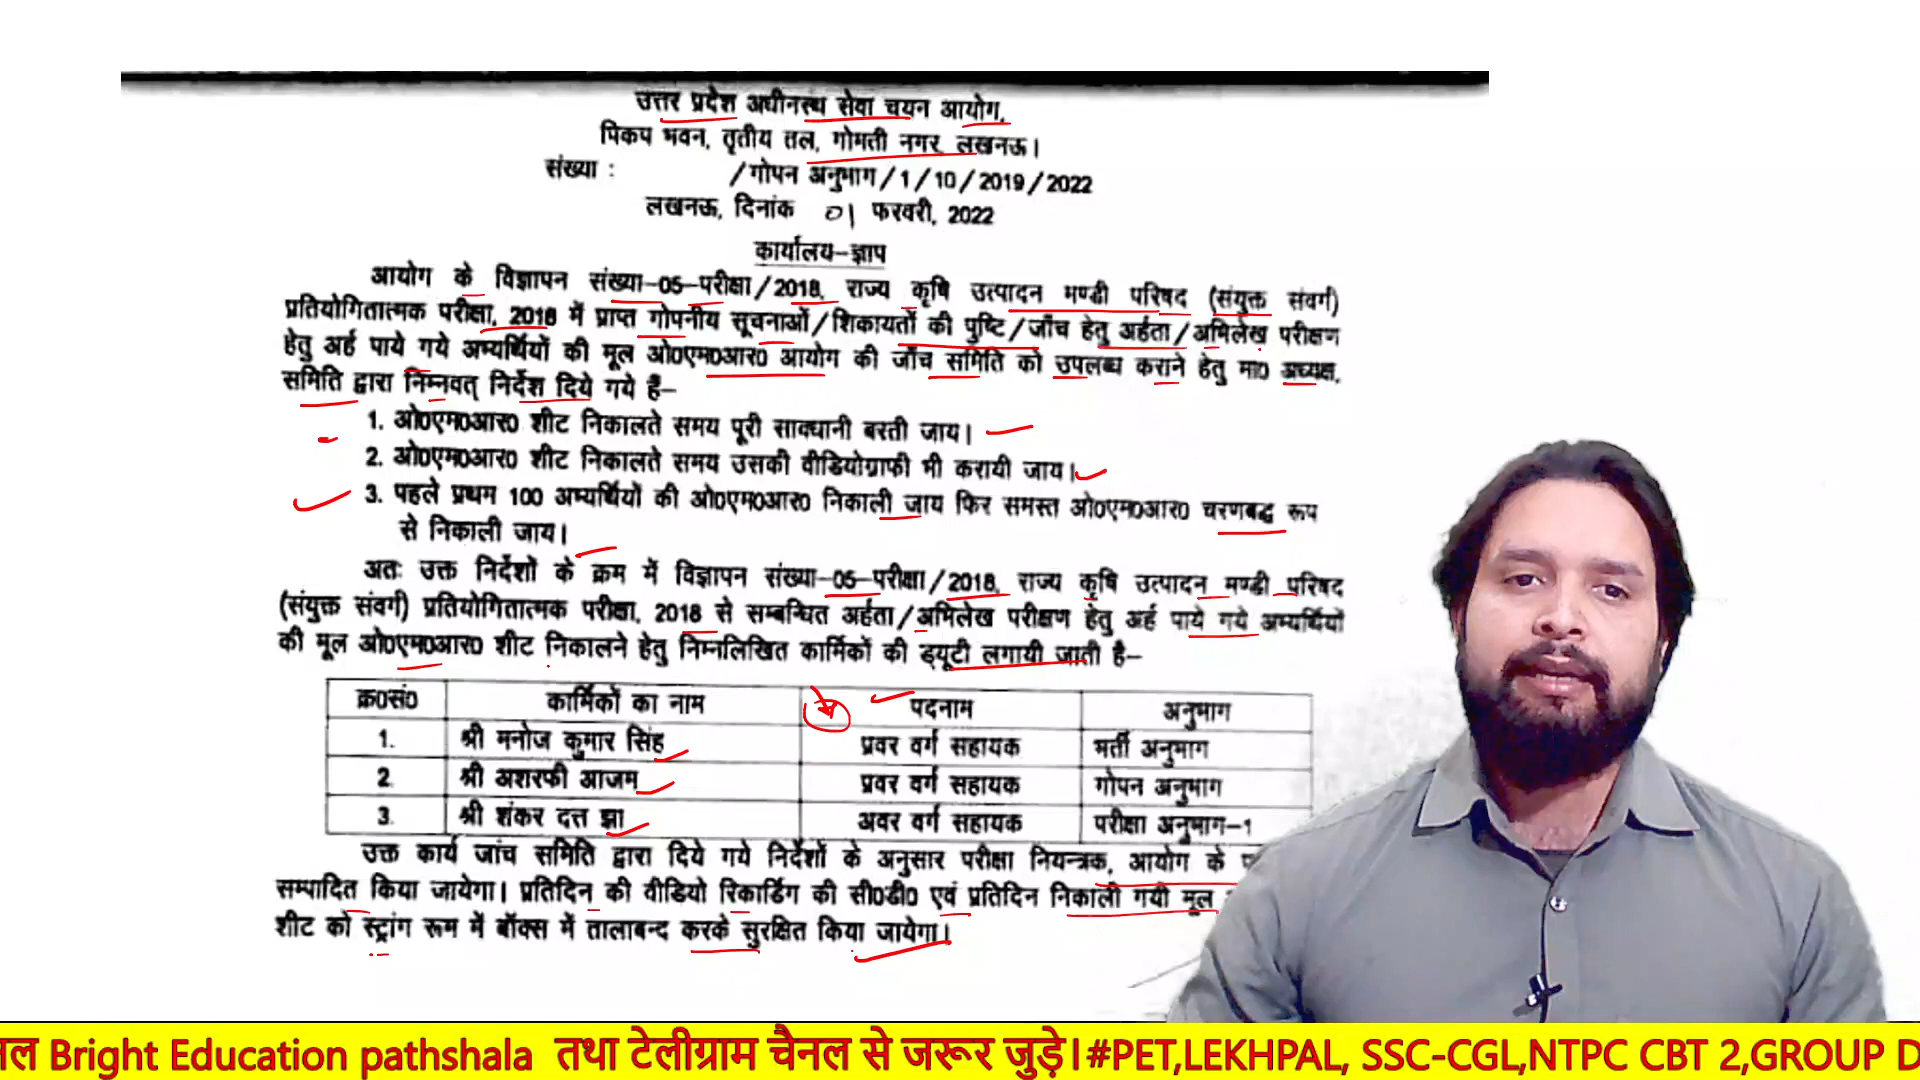 उत्तर प्रदेश अधीनस्थ सेवा चयन आयोग,
पिकप भवन, तृतीय तल, गोमती नगर, लखनऊ।
संख्या : /गोपन अनुभाग/1/10/2019/2022
लखनऊ, दिनांक 01 फरवरी, 2022
कार्यालय-ज्ञाप
आयोग के विज्ञापन संख्या-05-परीक्षा/2018, राज्य कृषि उत्पादन मण्डी परिषद (संयुक्त संवर्ग)
प्रतियोगितात्मक परीक्षा, 2018 में प्राप्त गोपनीय सूचनाओं/शिकायतों की पुष्टि/जाँच हेतु अर्हता/अभिलेख परीक्षण
हेतु अर्ह पाये गये अभ्यर्थियों की मूल ओ0एम0आर0 आयोग की जाँच समिति को उपलब्ध कराने हेतु मा0 अध्यक्ष,
समिति द्वारा निम्नवत् निर्देश दिये गये हैं-
1. ओ0एम0आर0 शीट निकालते समय पूरी सावधानी बरती जाय।
2. ओ0एम0आर0 शीट निकालते समय उसकी वीडियोग्राफी भी करायी जाय।
3. पहले प्रथम 100 अभ्यर्थियों की ओ0एम0आर0 निकाली जाय फिर समस्त ओ0एम0आर0 चरणबद्ध रूप
से निकाली जाय।
अतः उक्त निर्देशों के क्रम में विज्ञापन संख्या-05-परीक्षा/2018, राज्य कृषि उत्पादन मण्डी परिषद
(संयुक्त संवर्ग) प्रतियोगितात्मक परीक्षा, 2018 से सम्बन्धित अर्हता/अभिलेख परीक्षण हेतु अर्ह पाये गये अभ्यर्थियों
की मूल ओ0एम0आर0 शीट निकालने हेतु निम्नलिखित कार्मिकों की ड्यूटी लगायी जाती है-
क्र0सं0 कार्मिकों का नाम पदनाम अनुभाग
1. श्री मनोज कुमार सिंह प्रवर वर्ग सहायक भर्ती अनुभाग
2. श्री अशरफी आजम प्रवर वर्ग सहायक गोपन अनुभाग
3. श्री शंकर दत्त झा अवर वर्ग सहायक परीक्षा अनुभाग-1
उक्त कार्य जांच समिति द्वारा दिये गये निर्देशों के अनुसार परीक्षा नियन्त्रक, आयोग के
सम्पादित किया जायेगा। प्रतिदिन की वीडियो रिकार्डिंग की सी0डी0 एवं प्रतिदिन निकाली गयी मूल
शीट को स्ट्रांग रूम में बॉक्स में तालाबन्द करके सुरक्षित किया जायेगा।
Bright Education pathshala तथा टेलीग्राम चैनल से जरूर जुड़े।#PET,LEKHPAL, SSC-CGL,NTPC CBT 2,GROUP D